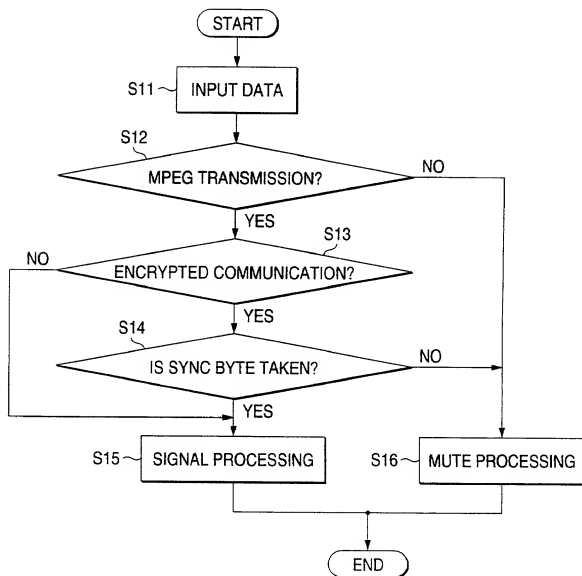 START
S11
INPUT DATA
S12
MPEG TRANSMISSION?
NO
YES
S13
NO
ENCRYPTED COMMUNICATION?
YES
S14
IS SYNC BYTE TAKEN?
NO
YES
S15
SIGNAL PROCESSING
S16
MUTE PROCESSING
END